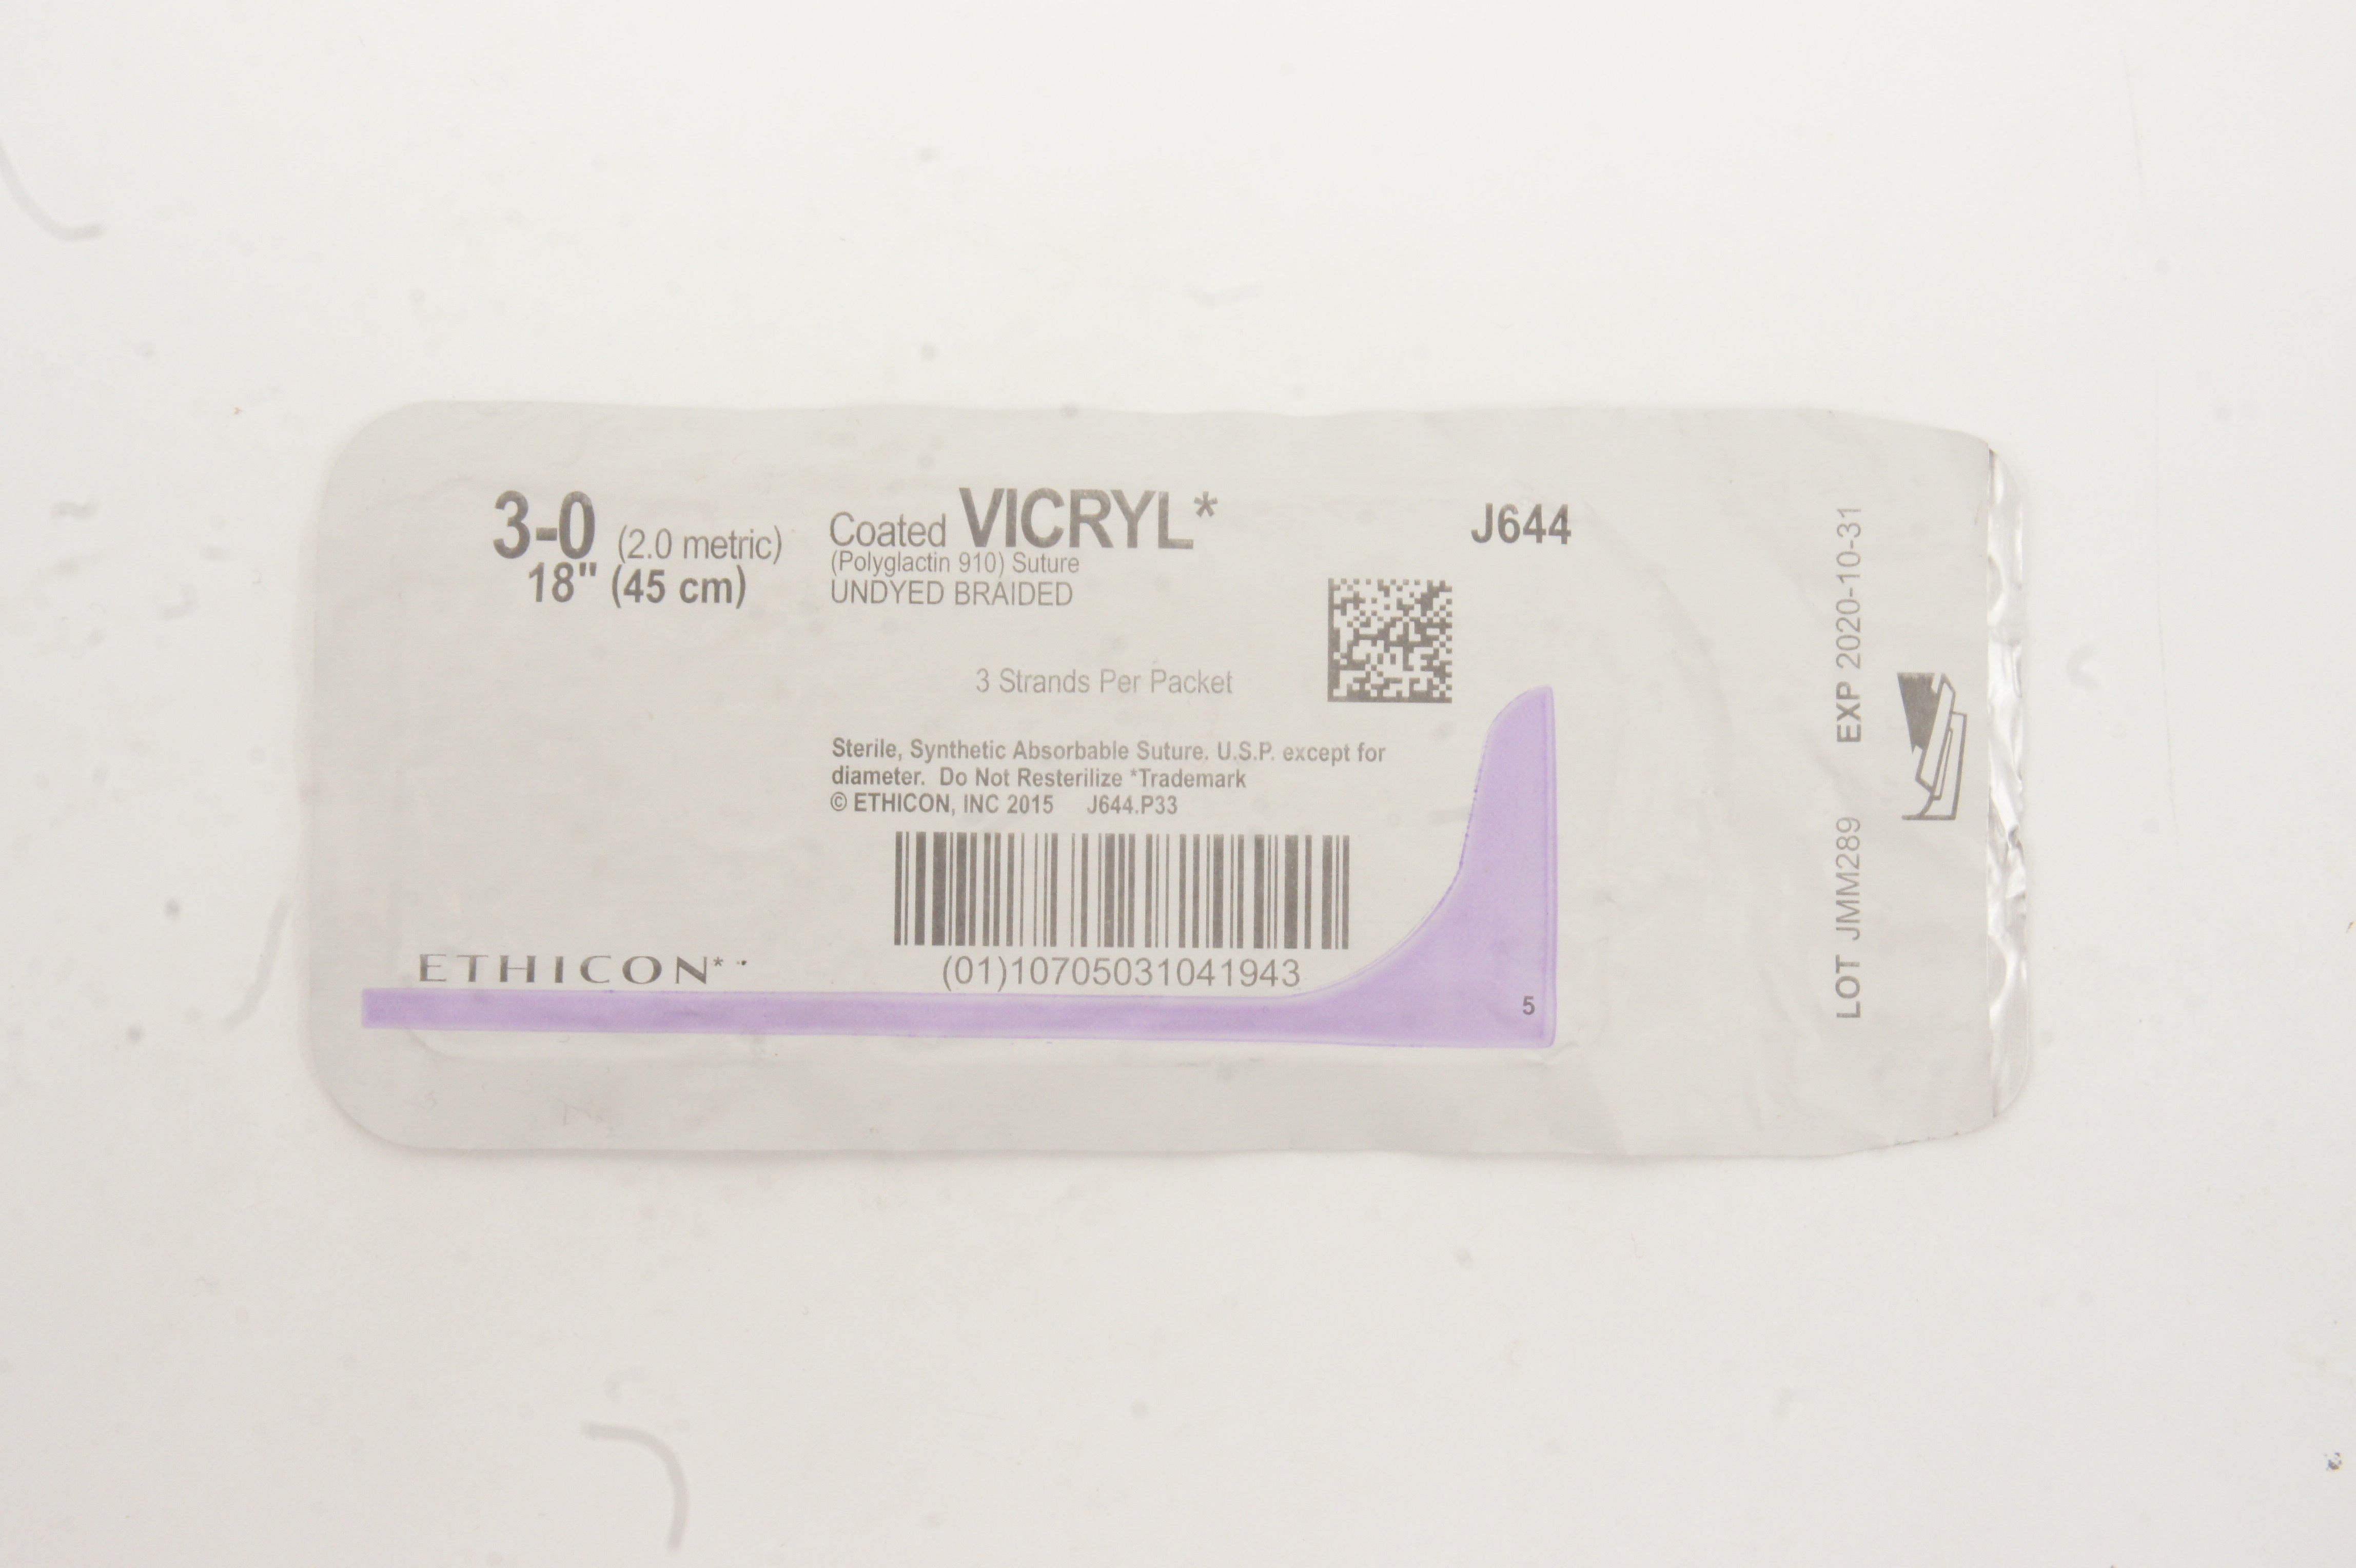 3-0 (2.0 metric)
18" (45 cm)
Coated VICRYL*
(Polyglactin 910) Suture
UNDYED BRAIDED
J644
3 Strands Per Packet
Sterile, Synthetic Absorbable Suture. U.S.P. except for
diameter. Do Not Resterilize *Trademark
© ETHICON, INC 2015 J644.P33
(01)10705031041943
ETHICON*
5
LOT JMM289 EXP 2020-10-31